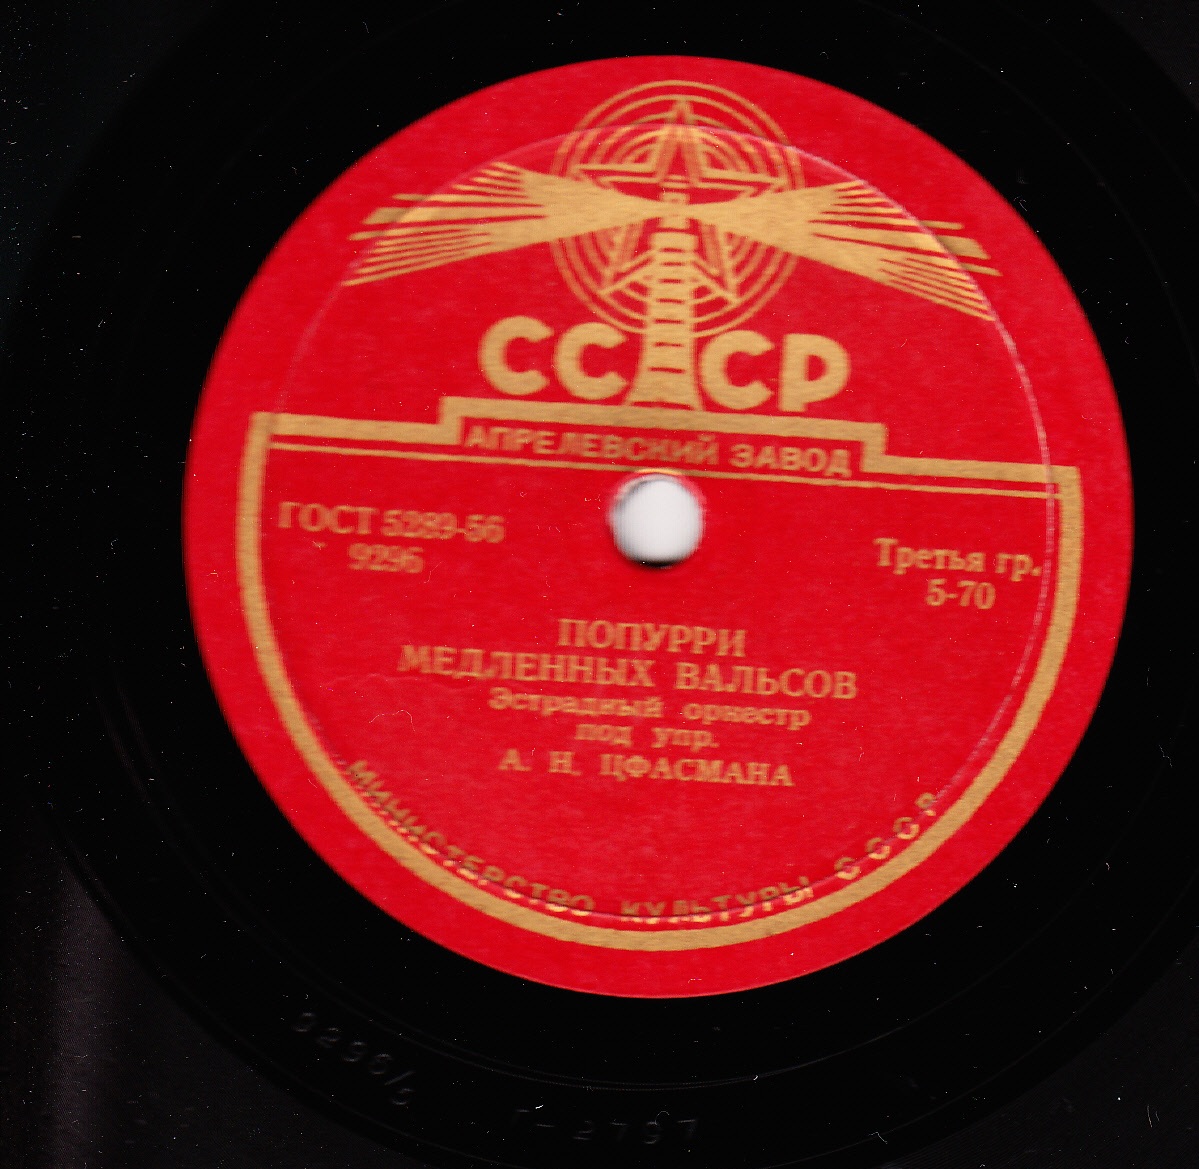 СССР
АПРЕЛЕВСКИЙ ЗАВОД
ГОСТ 5289-56
9296
Третья гр.
5-70
ПОПУРРИ
МЕДЛЕННЫХ ВАЛЬСОВ
Эстрадный оркестр
под упр.
А. Н. ЦФАСМАНА
МИНИСТЕРСТВО КУЛЬТУРЫ СССР